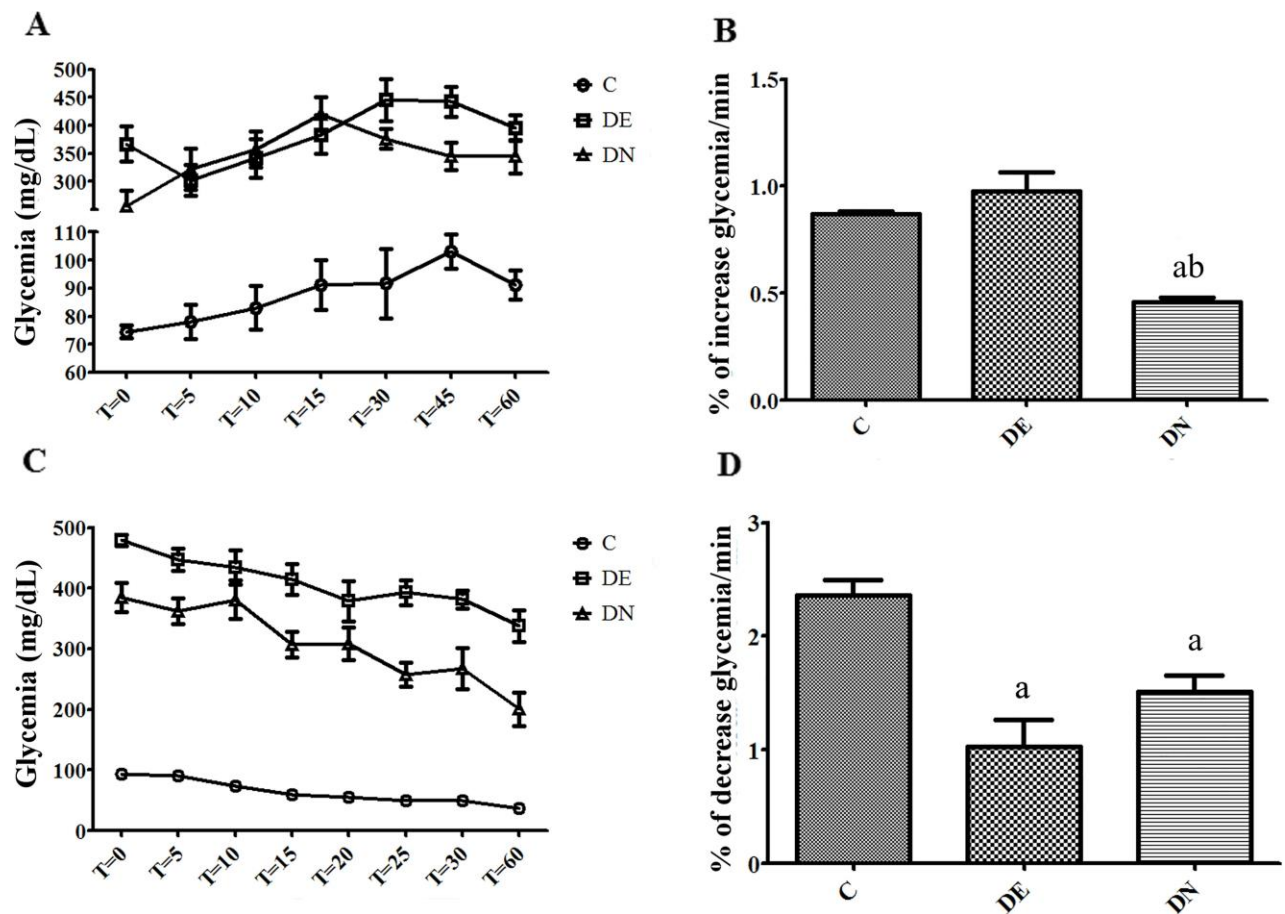 A
Glycemia (mg/dL)
500
450
400
350
300
110
100
90
80
70
60
T=0
T=5
T=10
T=15
T=30
T=45
T=60
C
DE
DN
B
% of increase glycemia/min
1.5
1.0
0.5
0.0
ab
C
DE
DN
C
Glycemia (mg/dL)
500
400
300
200
100
0
T=0
T=5
T=10
T=15
T=20
T=25
T=30
T=60
C
DE
DN
D
% of decrease glycemia/min
3
2
1
0
a
a
C
DE
DN